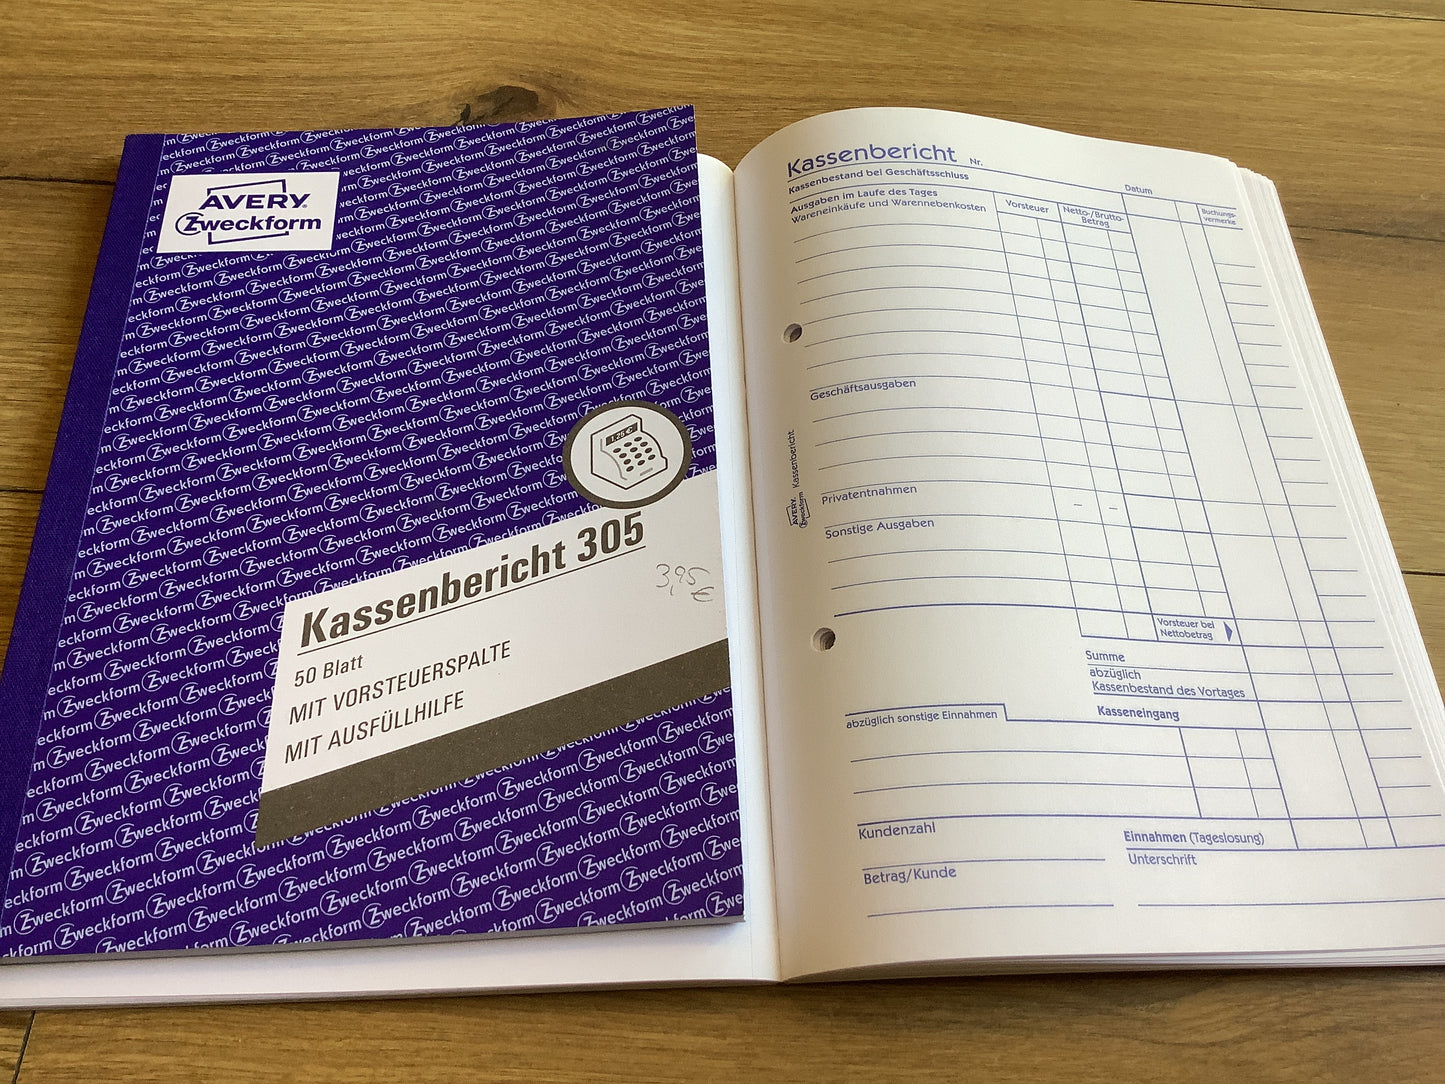 AVERY
Zweckform
1.26 €
Kassenbericht 305
3,95 €
50 Blatt
MIT VORSTEUERSPALTE
MIT AUSFÜLLHILFE
Kassenbericht Nr.
Kassenbestand bei Geschäftsschluss
Datum
Ausgaben im Laufe des Tages
Wareneinkäufe und Warennebenkosten
Vorsteuer
Netto-/Brutto-
Betrag
Buchungs-
vermerke
Geschäftsausgaben
AVERY Zweckform Kassenbericht
Privatentnahmen
– –
Sonstige Ausgaben
Vorsteuer bei
Nettobetrag
Summe
abzüglich
Kassenbestand des Vortages
Kasseneingang
abzüglich sonstige Einnahmen
Kundenzahl
Einnahmen (Tageslosung)
Betrag/Kunde
Unterschrift